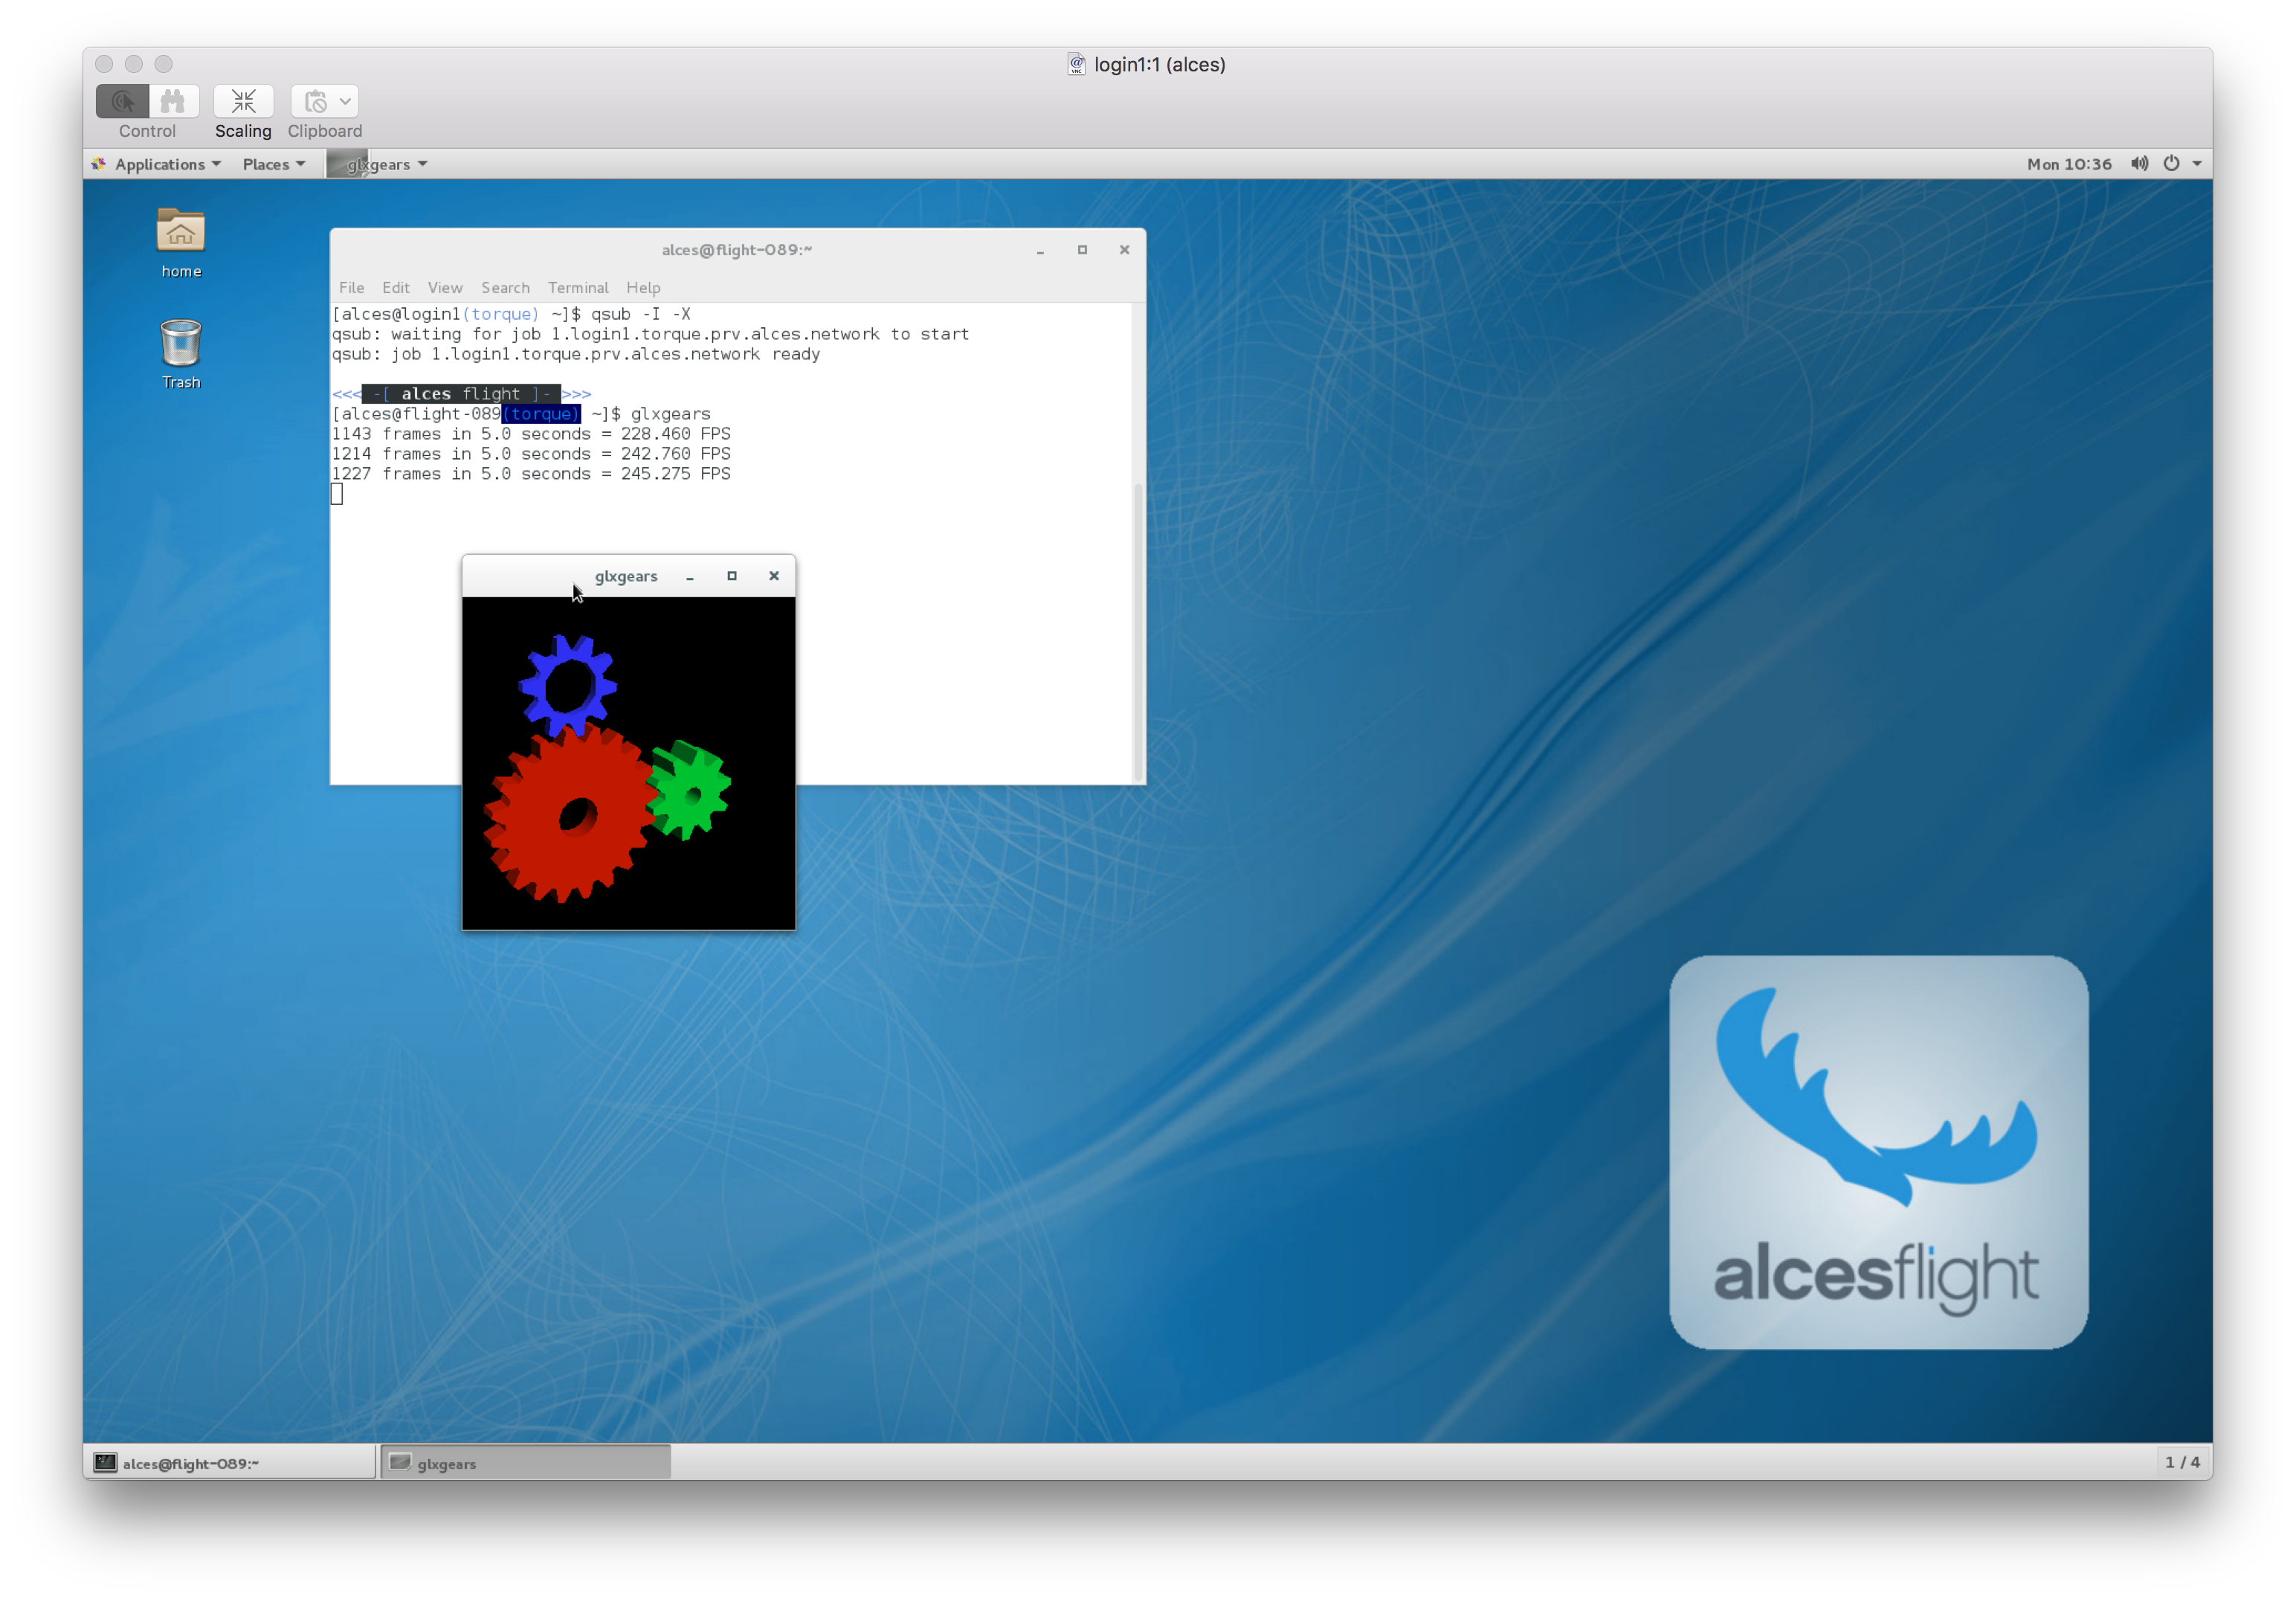 login1:1 (alces)
Control
Scaling
Clipboard
Applications
Places
glxgears
Mon 10:36
home
Trash
alces@flight-089:~
File Edit View Search Terminal Help
[alces@login1(torque) ~]$ qsub -I -X
qsub: waiting for job 1.login1.torque.prv.alces.network to start
qsub: job 1.login1.torque.prv.alces.network ready
<<< -[ alces flight ]- >>>
[alces@flight-089(torque) ~]$ glxgears
1143 frames in 5.0 seconds = 228.460 FPS
1214 frames in 5.0 seconds = 242.760 FPS
1227 frames in 5.0 seconds = 245.275 FPS
glxgears
alcesflight
alces@flight-089:~
glxgears
1 / 4